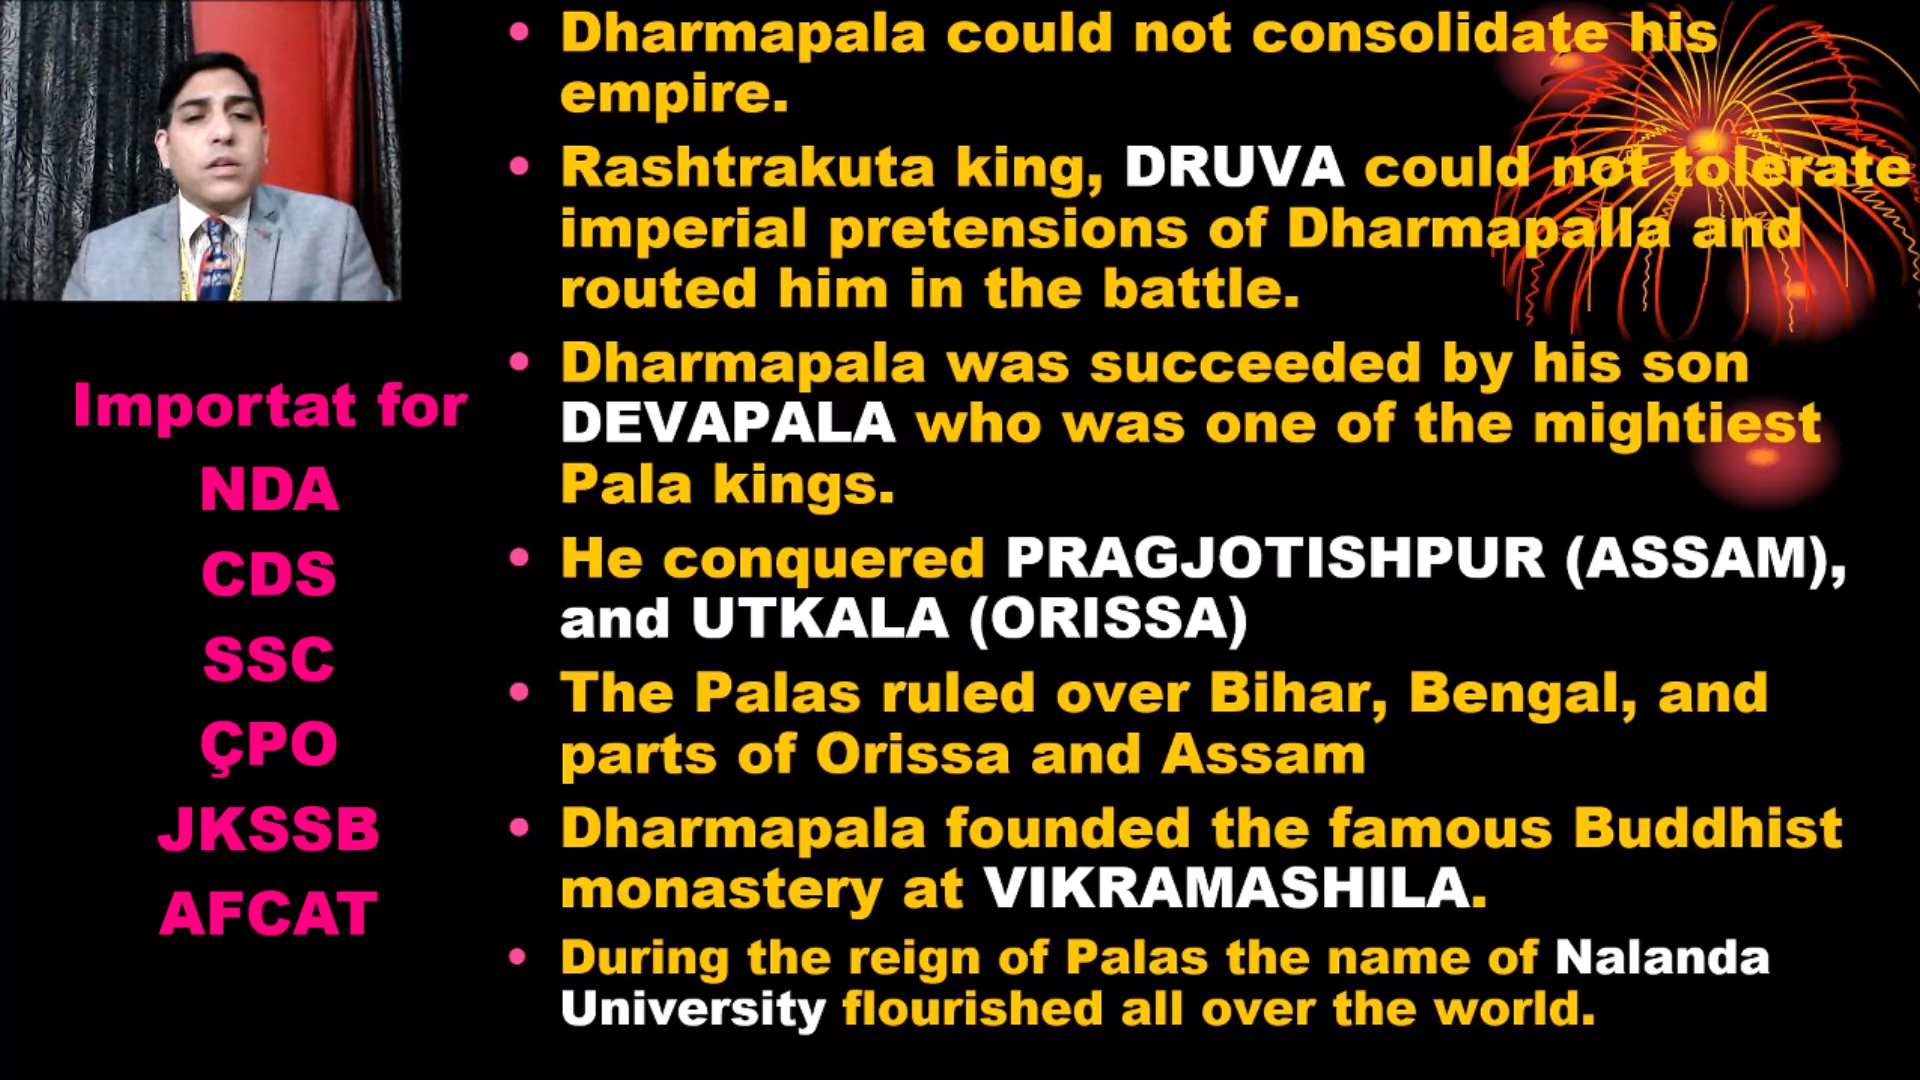 Dharmapala could not consolidate his
empire.
Rashtrakuta king, DRUVA could not tolerate
imperial pretensions of Dharmapalla and
routed him in the battle.
Dharmapala was succeeded by his son
DEVAPALA who was one of the mightiest
Pala kings.
He conquered PRAGJOTISHPUR (ASSAM),
and UTKALA (ORISSA)
The Palas ruled over Bihar, Bengal, and
parts of Orissa and Assam
Dharmapala founded the famous Buddhist
monastery at VIKRAMASHILA.
During the reign of Palas the name of Nalanda
University flourished all over the world.
Importat for
NDA
CDS
SSC
ÇPO
JKSSB
AFCAT